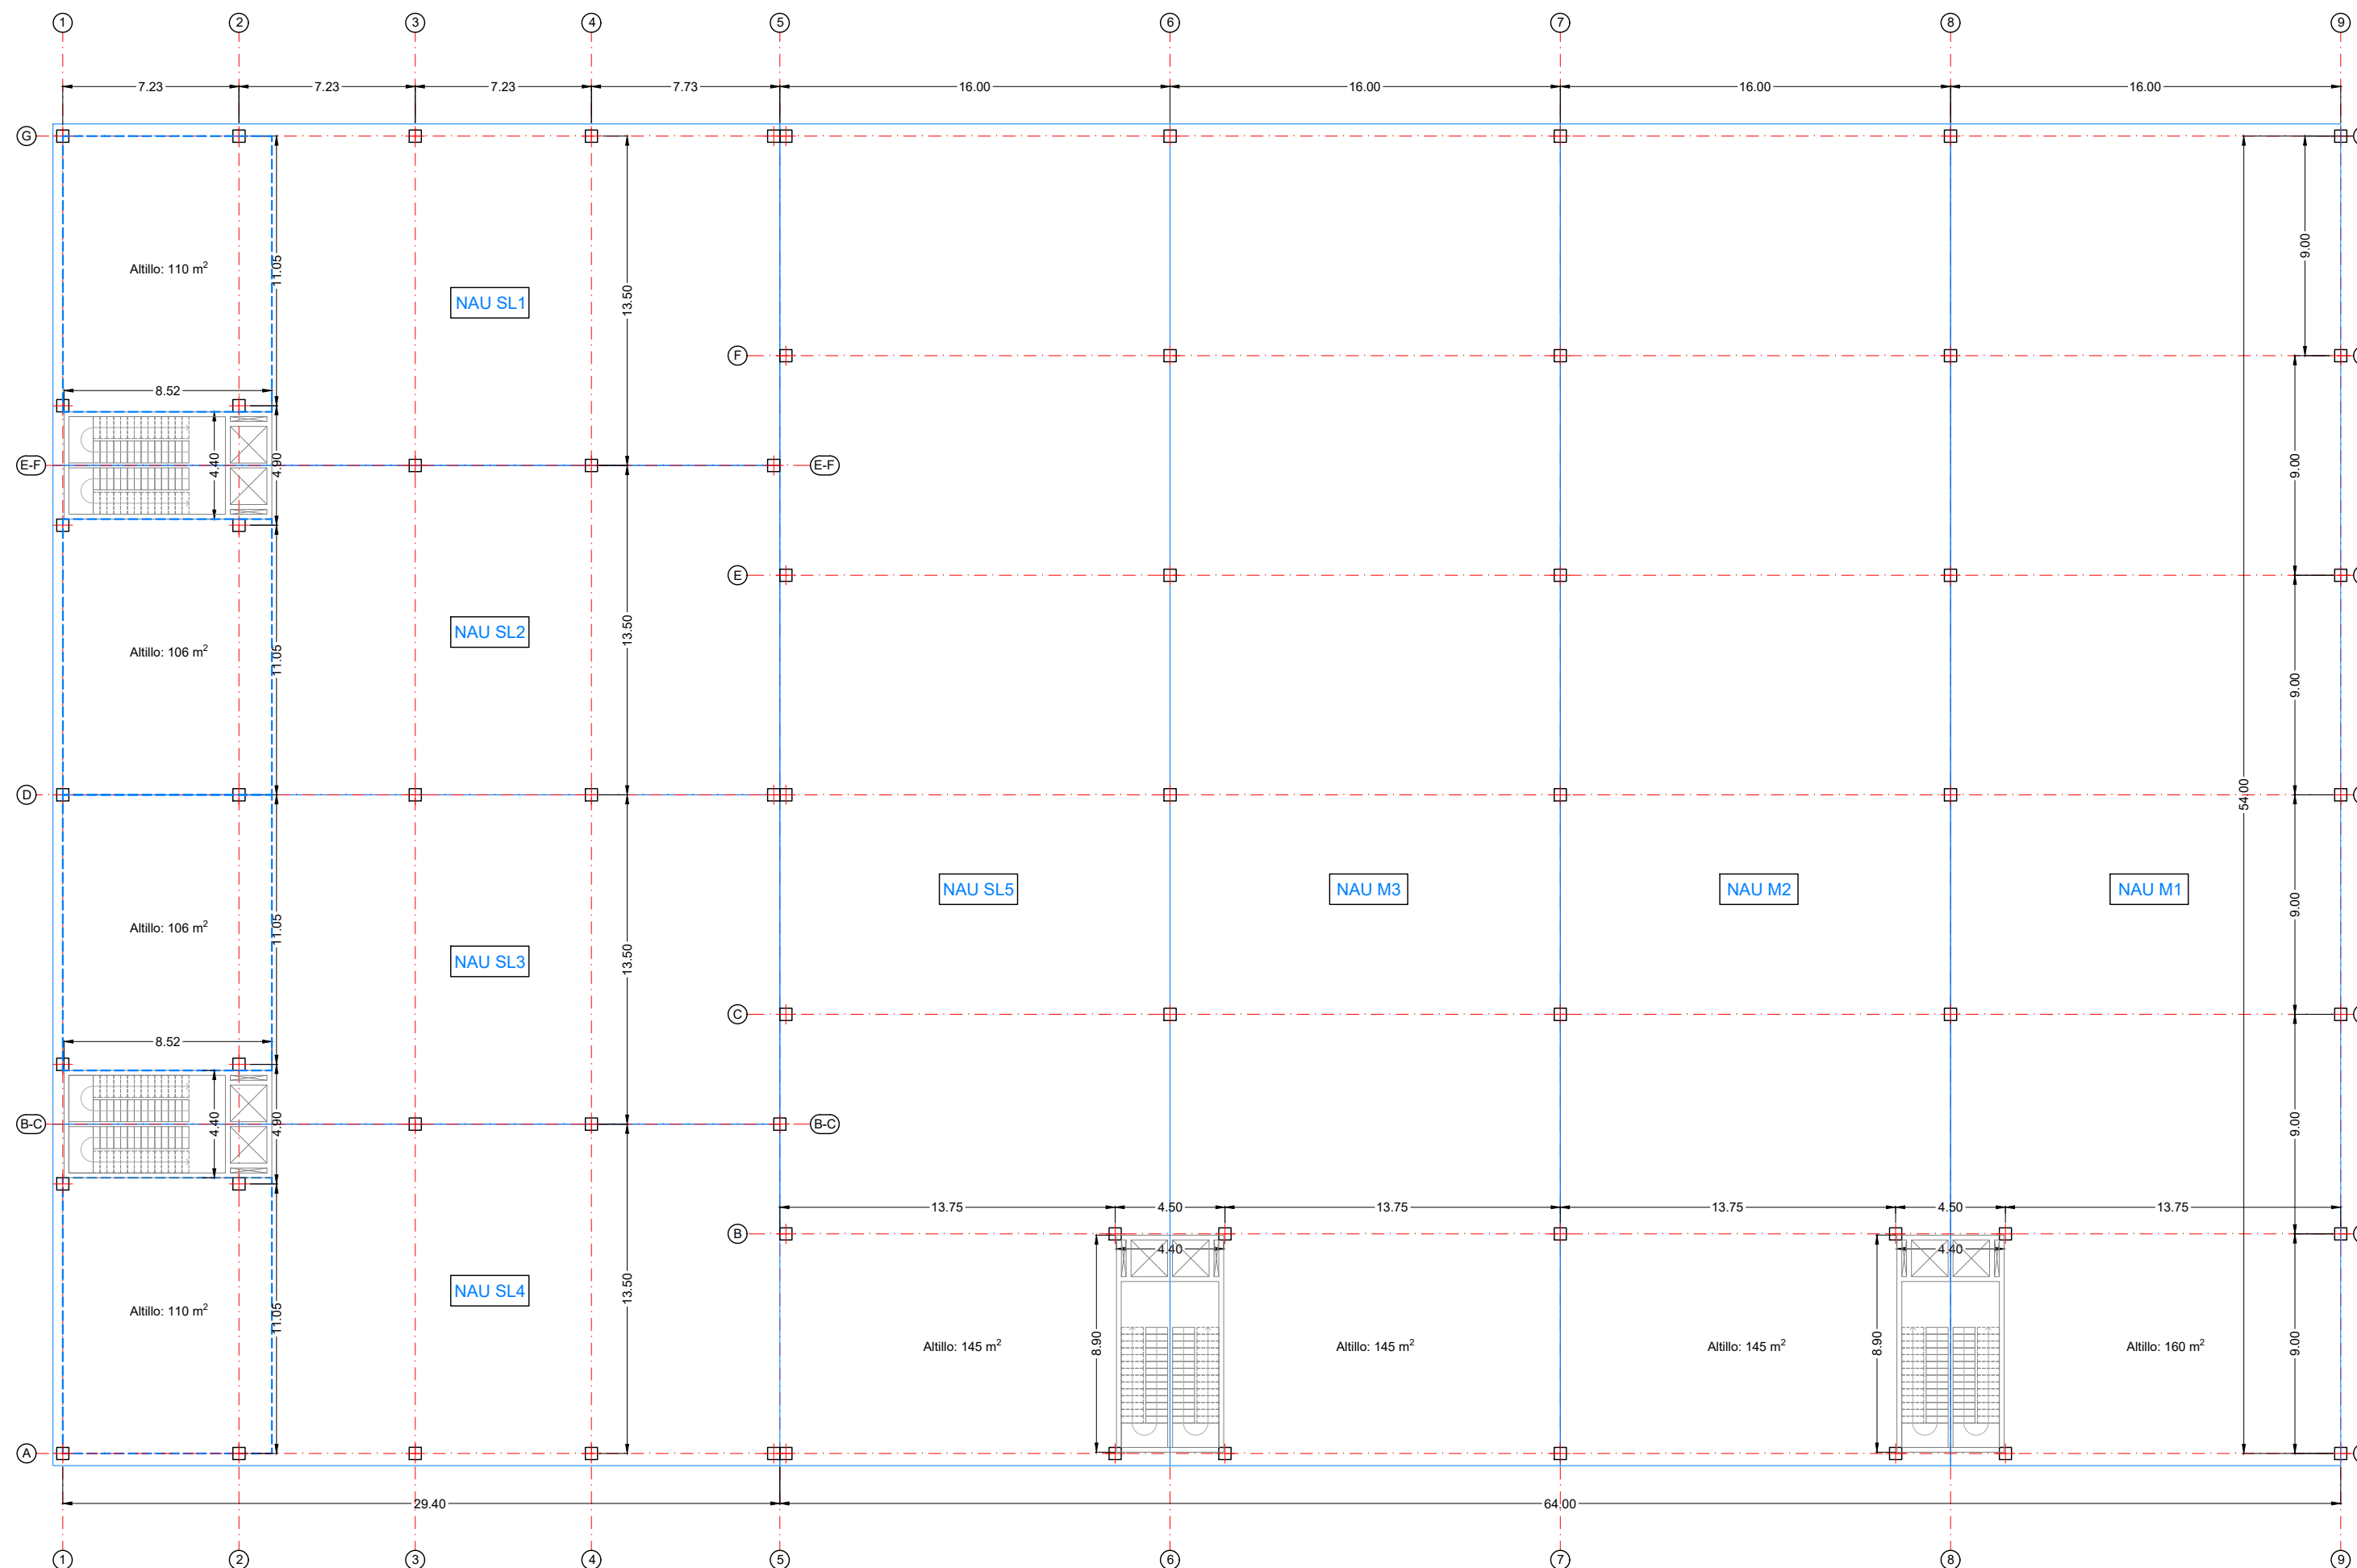 1 2 3 4 5 6 7 8 9
7.23 7.23 7.23 7.73 16.00 16.00 16.00 16.00
G
9.00
Altillo: 110 m²
11.05
NAU SL1
13.50
F
8.52
4.40
4.90
E-F
E-F
9.00
E
NAU SL2
13.50
Altillo: 106 m²
11.05
9.00
D
54.00
NAU SL5
NAU M3
NAU M2
NAU M1
9.00
Altillo: 106 m²
11.05
NAU SL3
13.50
C
8.52
4.40
4.90
B-C
B-C
9.00
13.75 4.50 13.75 13.75 4.50 13.75
B
4.40
4.40
NAU SL4
13.50
Altillo: 110 m²
11.05
8.90
8.90
9.00
Altillo: 145 m²
Altillo: 145 m²
Altillo: 145 m²
Altillo: 160 m²
A
29.40 64.00
1 2 3 4 5 6 7 8 9